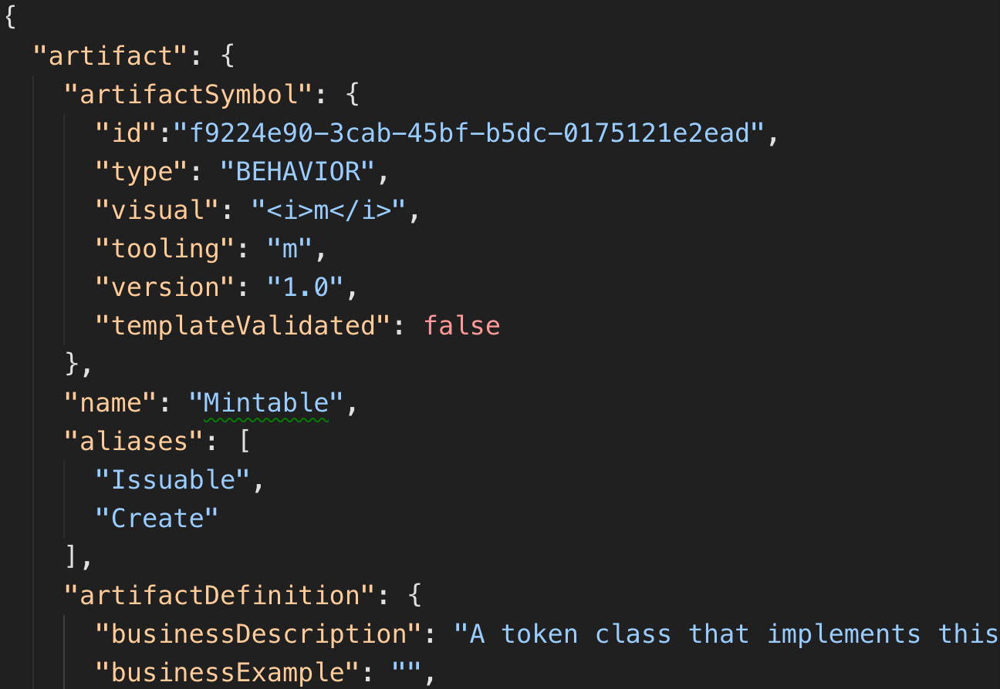 {
  "artifact": {
    "artifactSymbol": {
      "id":"f9224e90-3cab-45bf-b5dc-0175121e2ead",
      "type": "BEHAVIOR",
      "visual": "<i>m</i>",
      "tooling": "m",
      "version": "1.0",
      "templateValidated": false
    },
    "name": "Mintable",
    "aliases": [
      "Issuable",
      "Create"
    ],
    "artifactDefinition": {
      "businessDescription": "A token class that implements this
      "businessExample": "",